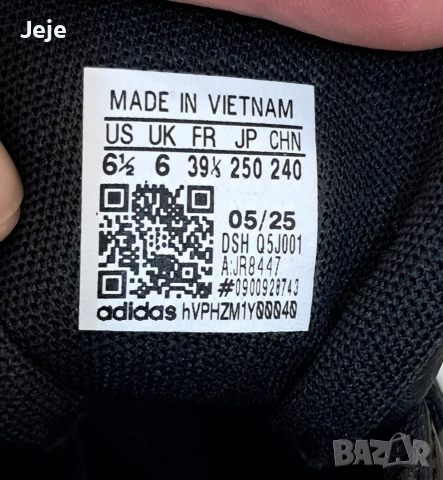 Jeje
MADE IN VIETNAM
US UK FR JP CHN
6½ 6 39⅓ 250 240
05/25
DSH Q5J001
A:JR8447
#0900928743
adidas hVPHZM1Y00040
BAZAR